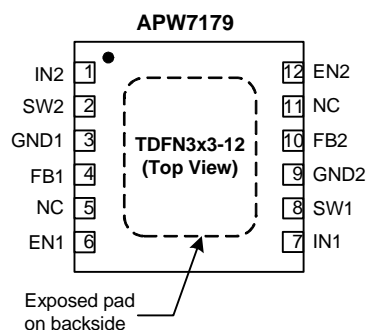 APW7179
IN2 1
SW2 2
GND1 3
FB1 4
NC 5
EN1 6
TDFN3x3-12
(Top View)
12 EN2
11 NC
10 FB2
9 GND2
8 SW1
7 IN1
Exposed pad
on backside